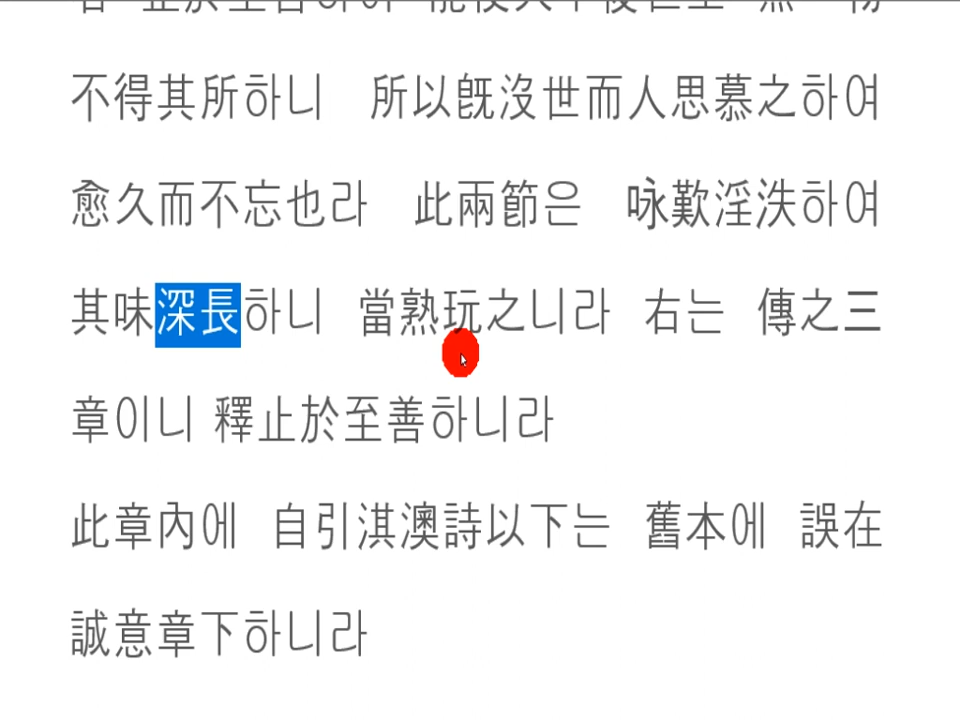 不得其所하니 所以旣沒世而人思慕之하여
愈久而不忘也라 此兩節은 咏歎淫泆하여
其味深長하니 當熟玩之니라 右는 傳之三
章이니 釋止於至善하니라
此章內에 自引淇澳詩以下는 舊本에 誤在
誠意章下하니라